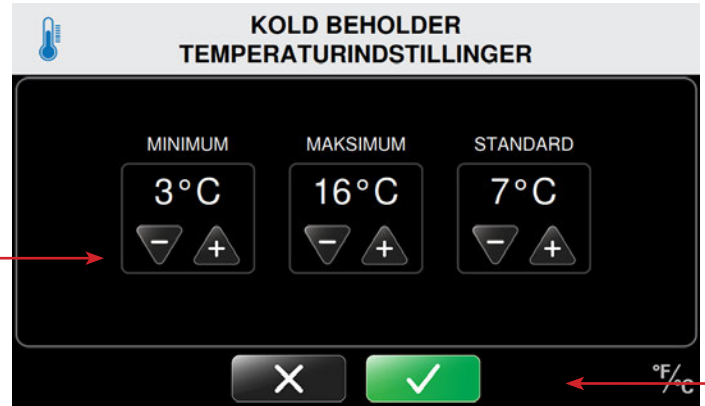 KOLD BEHOLDER
TEMPERATURINDSTILLINGER
MINIMUM MAKSIMUM STANDARD
3°C 16°C 7°C
°F/°C